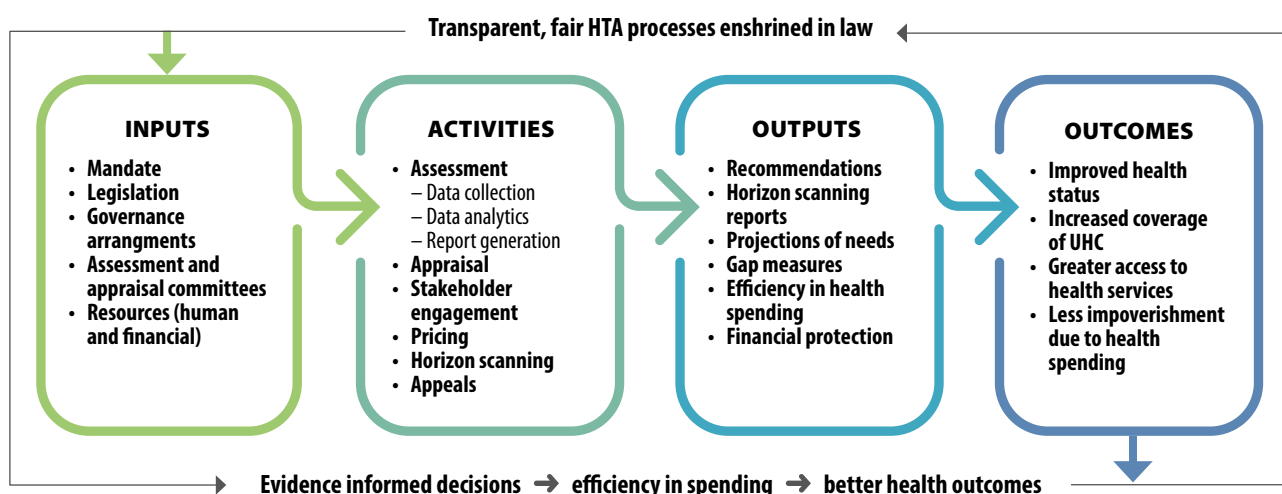 Transparent, fair HTA processes enshrined in law
INPUTS
• Mandate
• Legislation
• Governance
arrangments
• Assessment and
appraisal committees
• Resources (human
and financial)
ACTIVITIES
• Assessment
– Data collection
– Data analytics
– Report generation
• Appraisal
• Stakeholder
engagement
• Pricing
• Horizon scanning
• Appeals
OUTPUTS
• Recommendations
• Horizon scanning
reports
• Projections of needs
• Gap measures
• Efficiency in health
spending
• Financial protection
OUTCOMES
• Improved health
status
• Increased coverage
of UHC
• Greater access to
health services
• Less impoverishment
due to health
spending
Evidence informed decisions → efficiency in spending → better health outcomes